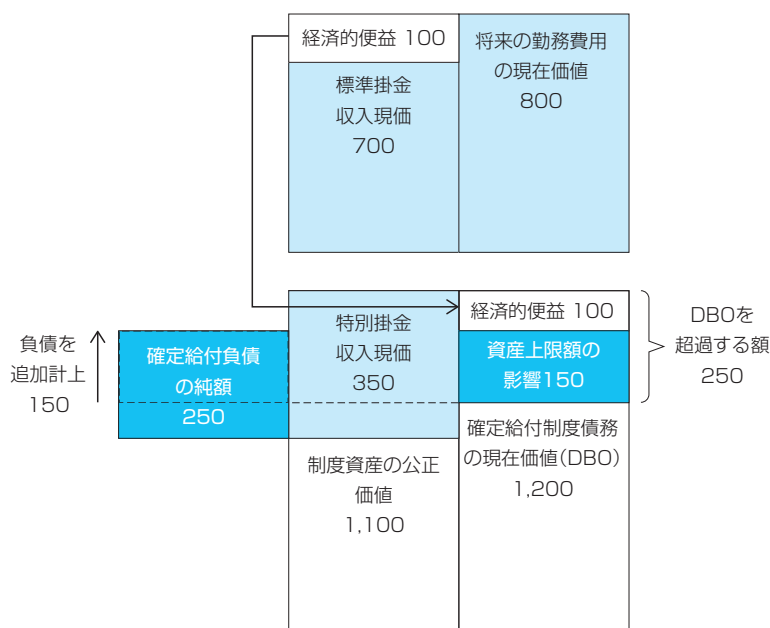 経済的便益 100
標準掛金
収入現価
700
将来の勤務費用
の現在価値
800
負債を
追加計上
150
確定給付負債
の純額
250
特別掛金
収入現価
350
経済的便益 100
資産上限額の
影響150
DBOを
超過する額
250
制度資産の公正
価値
1,100
確定給付制度債務
の現在価値(DBO)
1,200